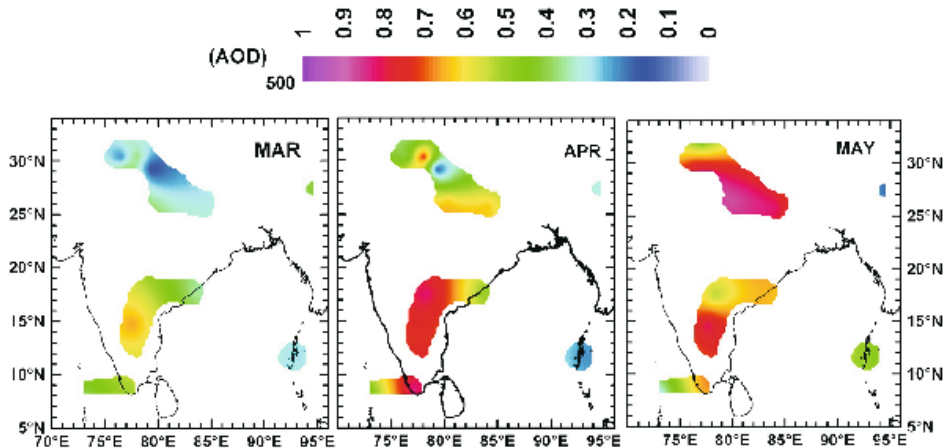 1 0.9 0.8 0.7 0.6 0.5 0.4 0.3 0.2 0.1 0
(AOD)
500
MAR APR MAY
30°N 30°N
25°N 25°N
20°N 20°N
15°N 15°N
10°N 10°N
5°N 5°N
70°E 75°E 80°E 85°E 90°E 95°E 75°E 80°E 85°E 90°E 95°E 75°E 80°E 85°E 90°E 95°E